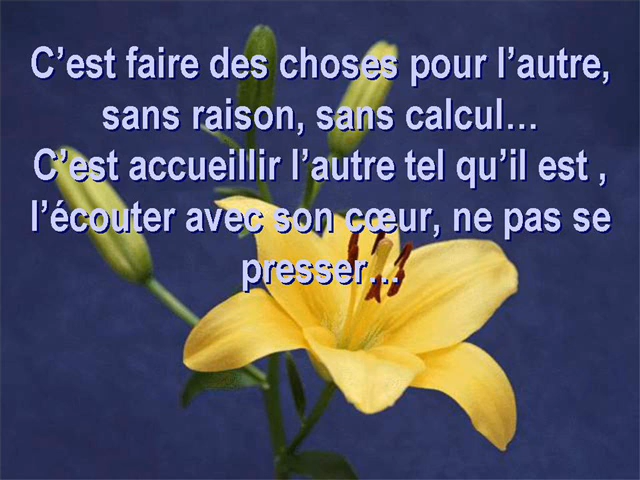 C’est faire des choses pour l’autre,
sans raison, sans calcul…
C’est accueillir l’autre tel qu’il est ,
l’écouter avec son cœur, ne pas se
presser…